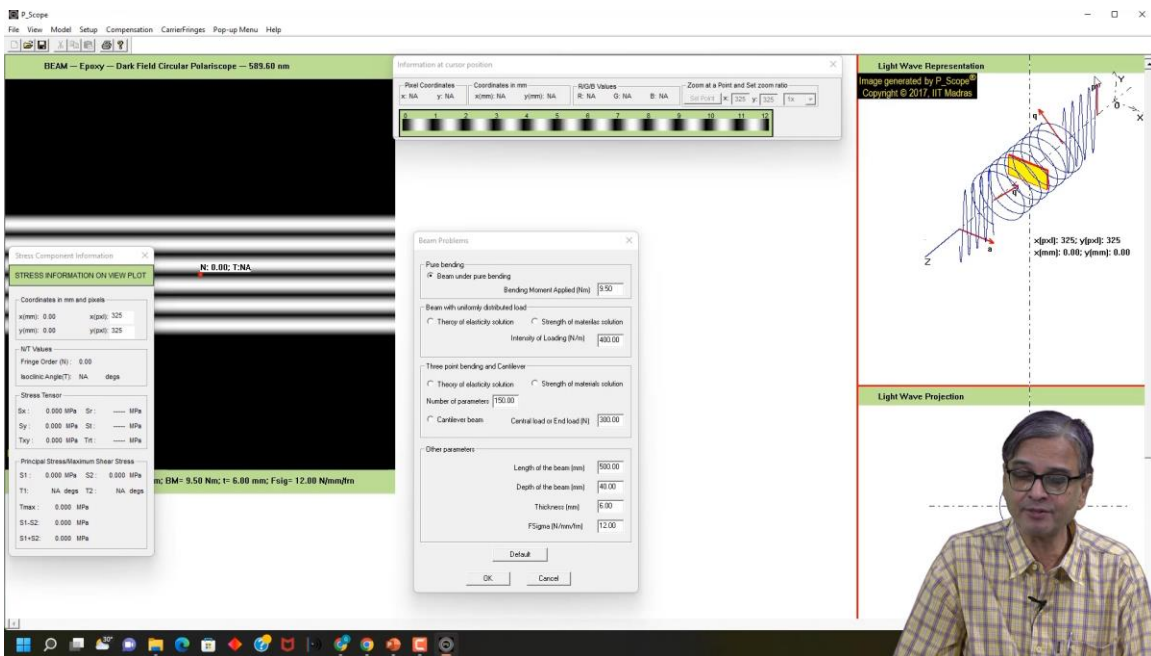 P_Scope
File View Model Setup Compensation CarrierFringes Pop-up Menu Help
BEAM — Epoxy — Dark Field Circular Polariscope — 589.60 nm
N: 0.00; T:NA
m; BM= 9.50 Nm; t= 6.00 mm; Fsig= 12.00 N/mm/frn
Stress Component Information
STRESS INFORMATION ON VIEW PLOT
Coordinates in mm and pixels
x(mm): 0.00 x(pxl): 325
y(mm): 0.00 y(pxl): 325
N/T Values
Fringe Order (N) : 0.00
Isoclinic Angle(T): NA degs
Stress Tensor
Sx : 0.000 MPa Sr : ---- MPa
Sy : 0.000 MPa St : ---- MPa
Txy : 0.000 MPa Trt : ---- MPa
Principal Stress/Maximum Shear Stress
S1 : 0.000 MPa S2 : 0.000 MPa
T1: NA degs T2 : NA degs
Tmax : 0.000 MPa
S1-S2: 0.000 MPa
S1+S2: 0.000 MPa
Information at cursor position
Pixel Coordinates
x: NA y: NA
Coordinates in mm
x(mm): NA y(mm): NA
R/G/B Values
R: NA G: NA B: NA
Zoom at a Point and Set zoom ratio
Set Point x: 325 y: 325 1x
0 1 2 3 4 5 6 7 8 9 10 11 12
Beam Problems
Pure bending
Beam under pure bending
Bending Moment Applied (Nm) 9.50
Beam with uniformly distributed load
Theroy of elasticity solution Strength of materilas solution
Intensity of Loading (N/m) 400.00
Three point bending and Cantilever
Theory of elasticity solution Strength of materials solution
Number of parameters 150.00
Cantilever beam Central load or End load (N) 300.00
Other parameters
Length of the beam (mm) 500.00
Depth of the beam (mm) 48.00
Thickness (mm) 6.00
FSigma (N/mm/frn) 12.00
Default
OK Cancel
Light Wave Representation
Image generated by P_Scope®
Copyright © 2017, IIT Madras
Y
O
X
q
q
a
Z
x(pxl): 325; y(pxl): 325
x(mm): 0.00; y(mm): 0.00
Light Wave Projection
30°